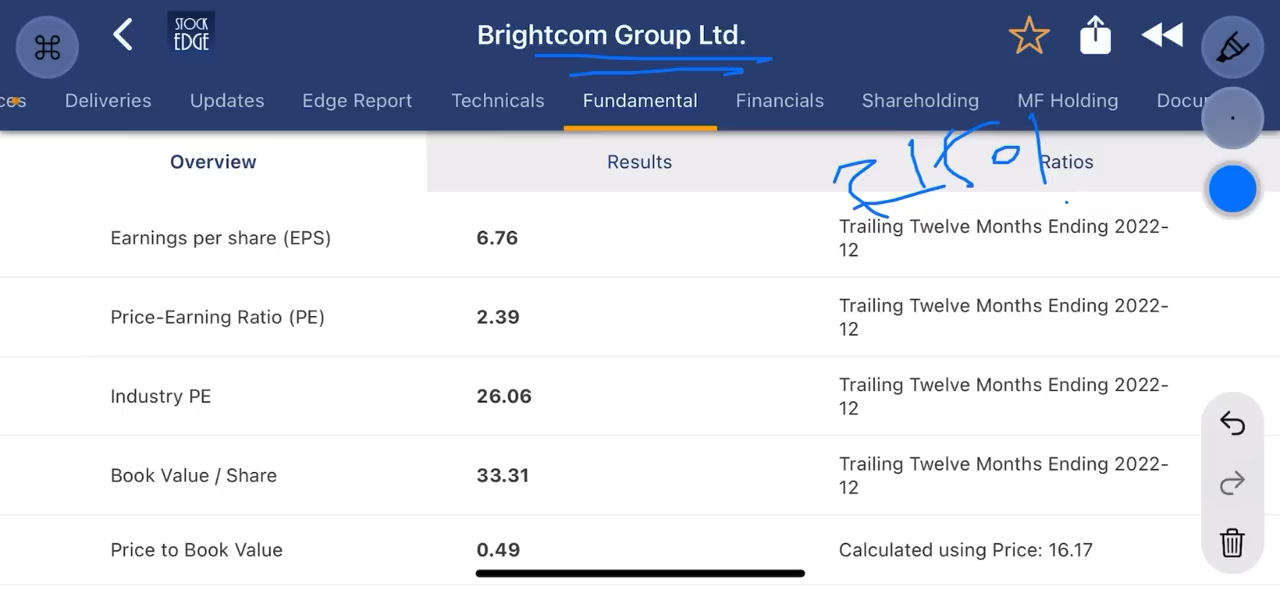 STOCK EDGE
Brightcom Group Ltd.
Deliveries Updates Edge Report Technicals Fundamental Financials Shareholding MF Holding
Overview Results Ratios
Earnings per share (EPS) 6.76 Trailing Twelve Months Ending 2022-
12
Price-Earning Ratio (PE) 2.39 Trailing Twelve Months Ending 2022-
12
Industry PE 26.06 Trailing Twelve Months Ending 2022-
12
Book Value / Share 33.31 Trailing Twelve Months Ending 2022-
12
Price to Book Value 0.49 Calculated using Price: 16.17